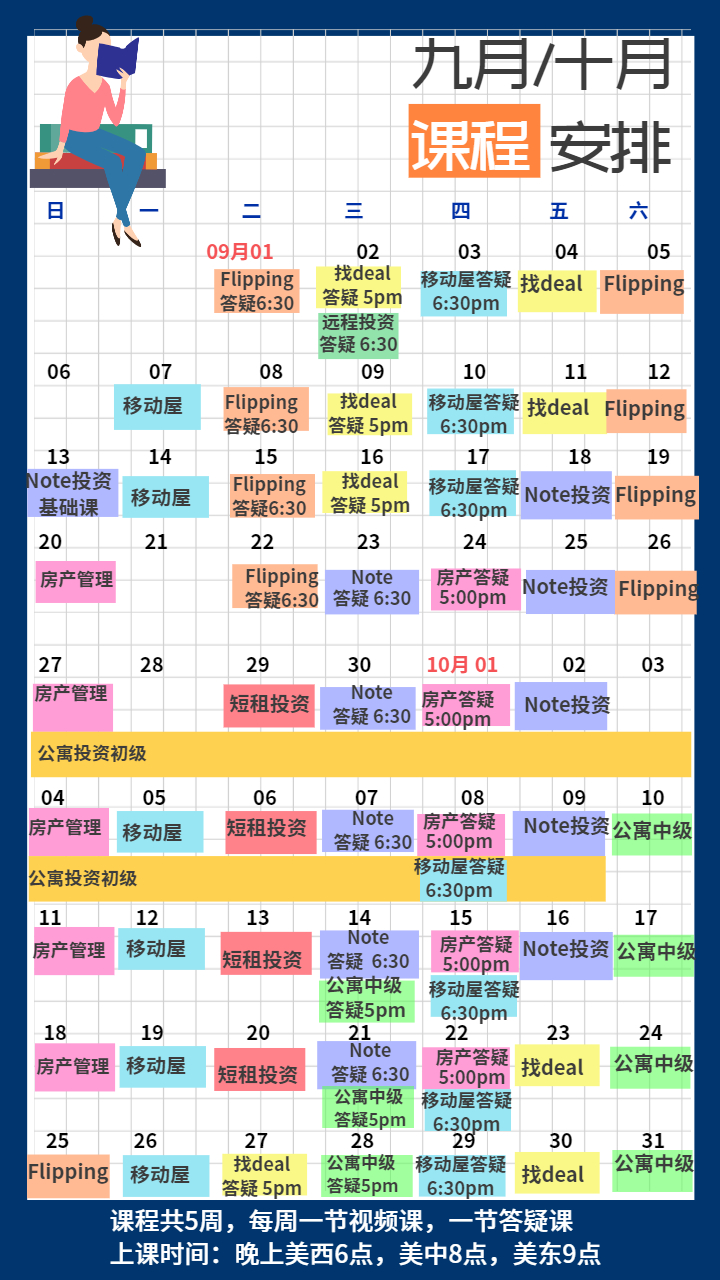 九月/十月
课程 安排
日 一 二 三 四 五 六
09月01 02 03 04 05
Flipping 找deal 移动屋答疑 找deal Flipping
答疑6:30 答疑 5pm 6:30pm
远程投资
答疑 6:30
06 07 08 09 10 11 12
移动屋 Flipping 找deal 移动屋答疑 找deal Flipping
答疑6:30 答疑 5pm 6:30pm
13 14 15 16 17 18 19
Note投资 移动屋 Flipping 找deal 移动屋答疑 Note投资 Flipping
基础课 答疑6:30 答疑 5pm 6:30pm
20 21 22 23 24 25 26
房产管理 Flipping Note 房产答疑 Note投资 Flipping
答疑6:30 答疑 6:30 5:00pm
27 28 29 30 10月 01 02 03
房产管理 短租投资 Note 房产答疑 Note投资
答疑 6:30 5:00pm
公寓投资初级
04 05 06 07 08 09 10
房产管理 移动屋 短租投资 Note 房产答疑 Note投资 公寓中级
答疑 6:30 5:00pm
公寓投资初级 移动屋答疑
6:30pm
11 12 13 14 15 16 17
房产管理 移动屋 短租投资 Note 房产答疑 Note投资 公寓中级
答疑 6:30 5:00pm
公寓中级 移动屋答疑
答疑5pm 6:30pm
18 19 20 21 22 23 24
房产管理 移动屋 短租投资 Note 房产答疑 找deal 公寓中级
答疑 6:30 5:00pm
公寓中级 移动屋答疑
答疑5pm 6:30pm
25 26 27 28 29 30 31
Flipping 移动屋 找deal 公寓中级 移动屋答疑 找deal 公寓中级
答疑 5pm 答疑5pm 6:30pm
课程共5周，每周一节视频课，一节答疑课
上课时间：晚上美西6点，美中8点，美东9点